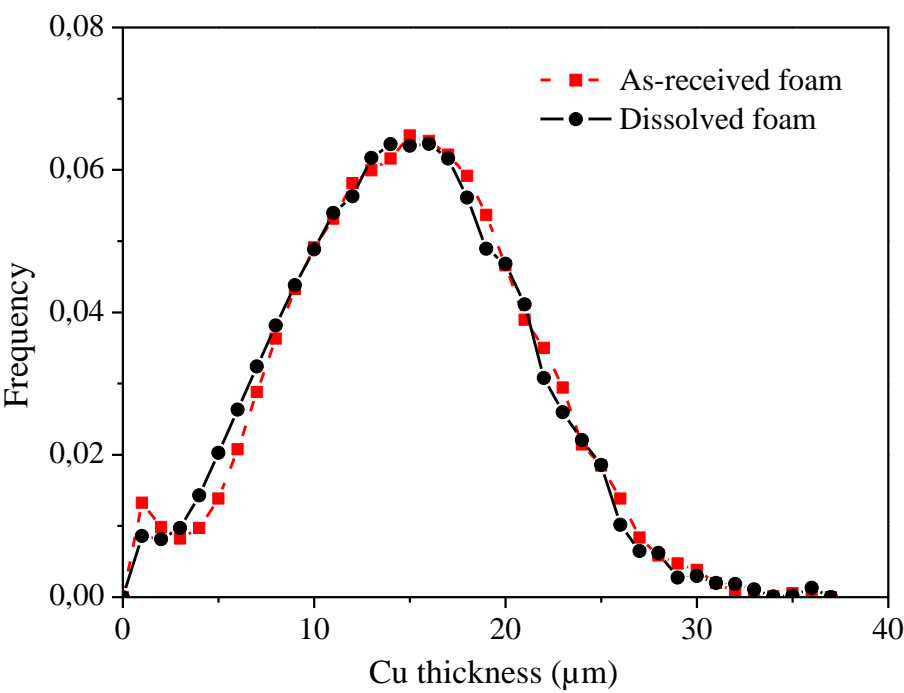 0,08
0,06
0,04
0,02
0,00
Frequency
As-received foam
Dissolved foam
0
10
20
30
40
Cu thickness (µm)